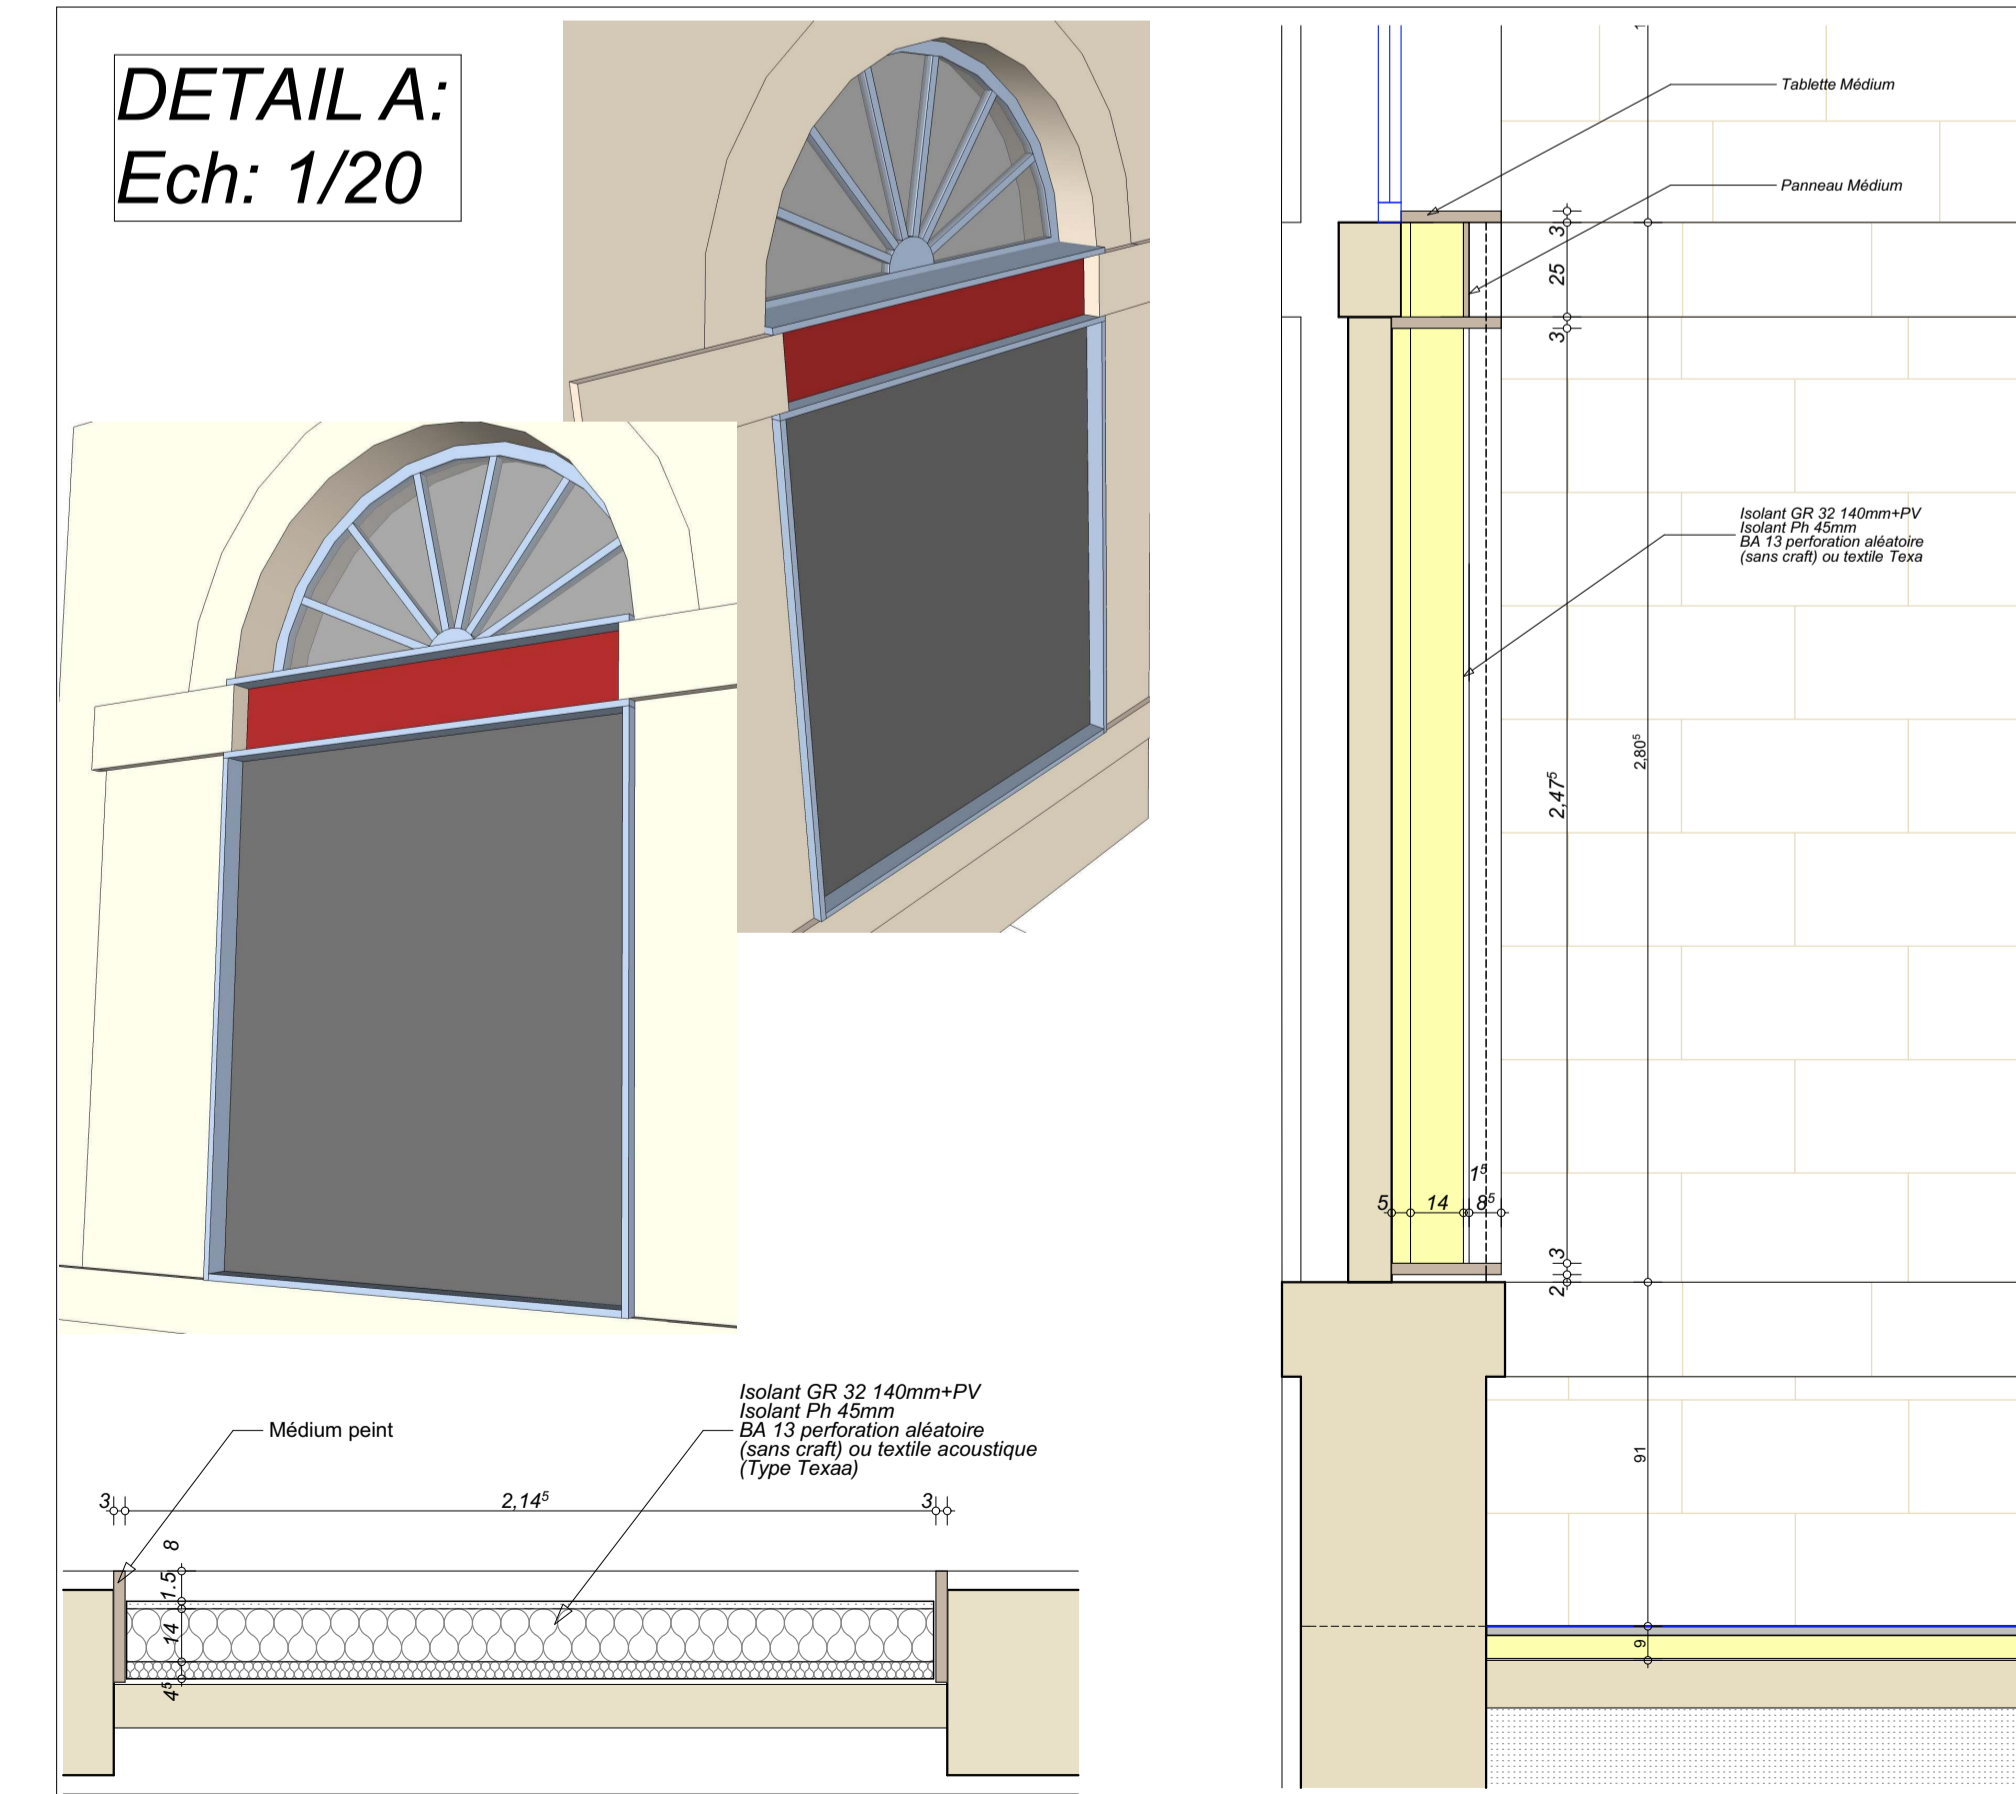 DETAIL A:
Ech: 1/20
Tablette Médium
Panneau Médium
3
25
3
Isolant GR 32 140mm+PV
Isolant Ph 45mm
BA 13 perforation aléatoire
(sans craft) ou textile Texa
2,47⁵
2,80⁵
1⁵
5 14 8⁵
3
2
91
9
Isolant GR 32 140mm+PV
Isolant Ph 45mm
BA 13 perforation aléatoire
(sans craft) ou textile acoustique
(Type Texaa)
Médium peint
3 2,14⁵ 3
8
1.5
14
4⁵